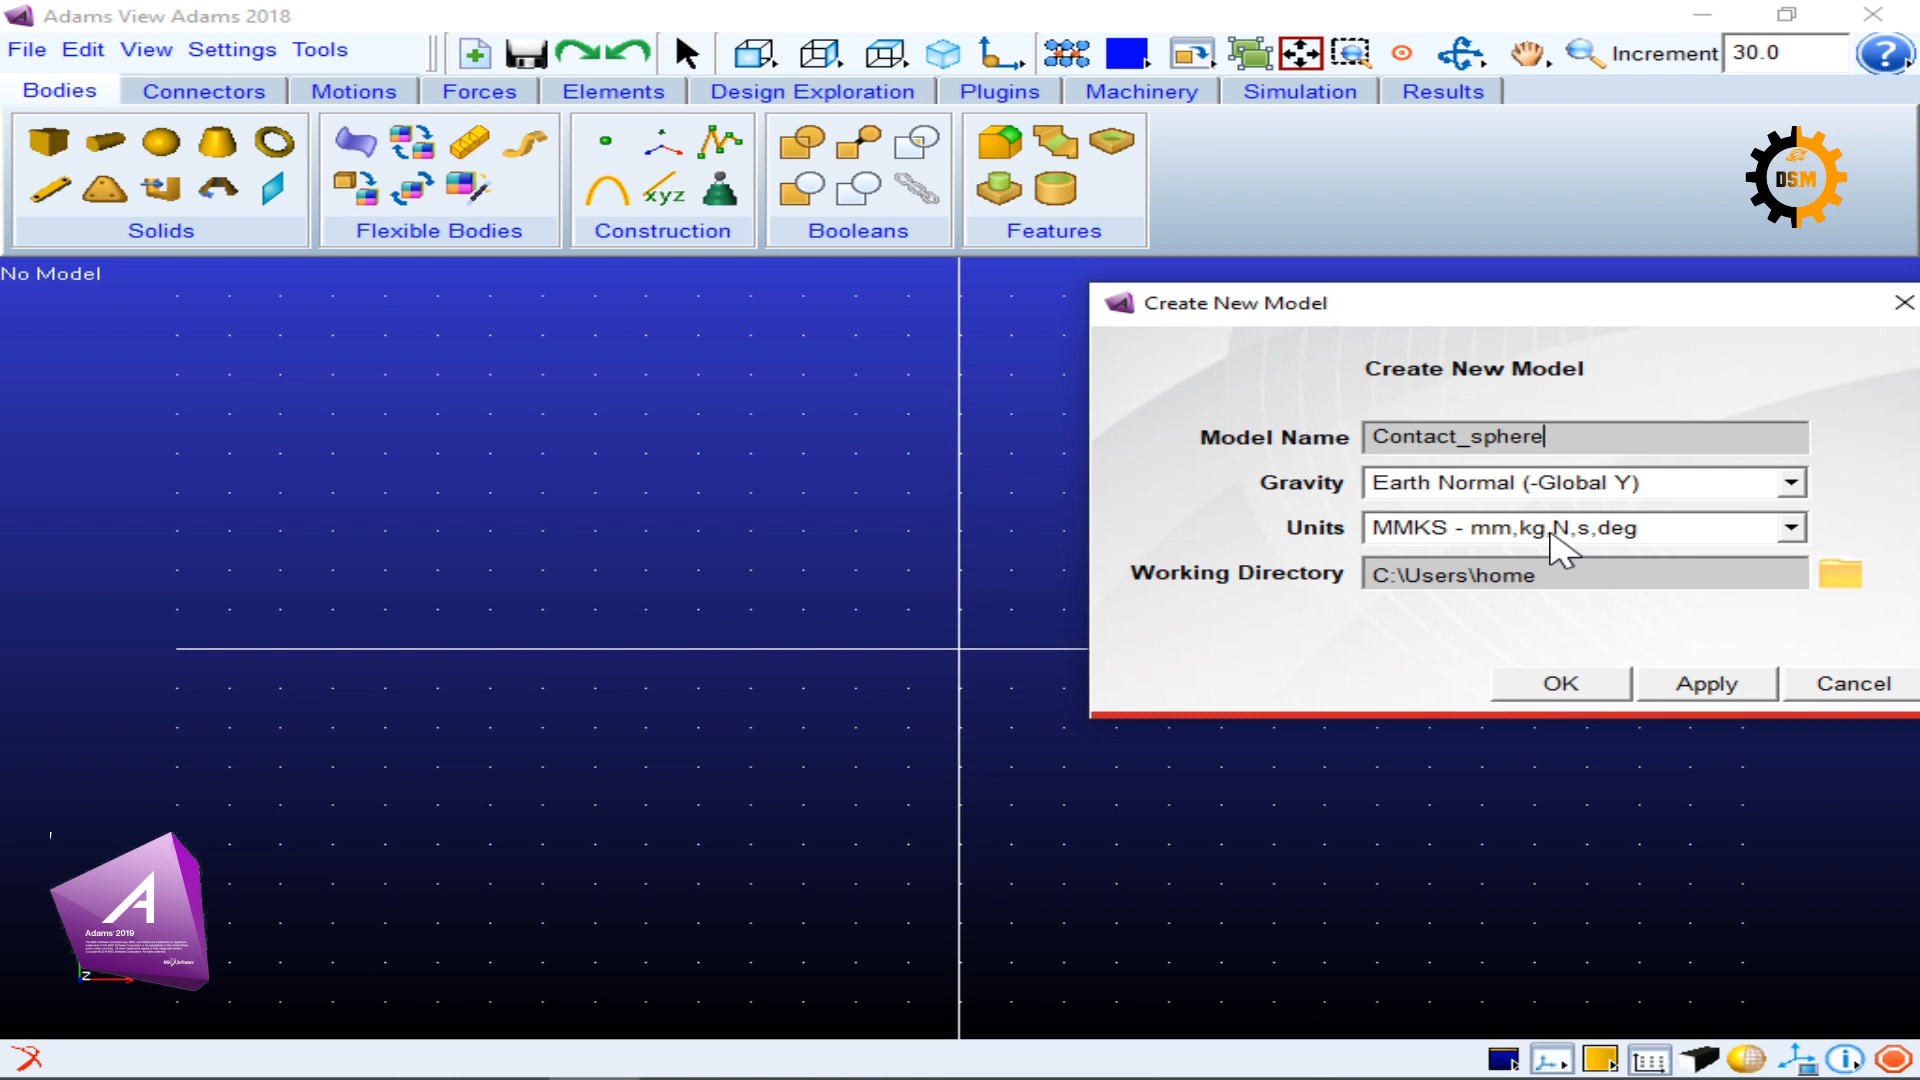 Adams View Adams 2018
File Edit View Settings Tools
Increment 30.0
Bodies Connectors Motions Forces Elements Design Exploration Plugins Machinery Simulation Results
xyz
DSM
Solids Flexible Bodies Construction Booleans Features
No Model
Create New Model
Create New Model
Model Name Contact_sphere
Gravity Earth Normal (-Global Y)
Units MMKS - mm,kg,N,s,deg
Working Directory C:\Users\home
OK Apply Cancel
Adams 2019
Z